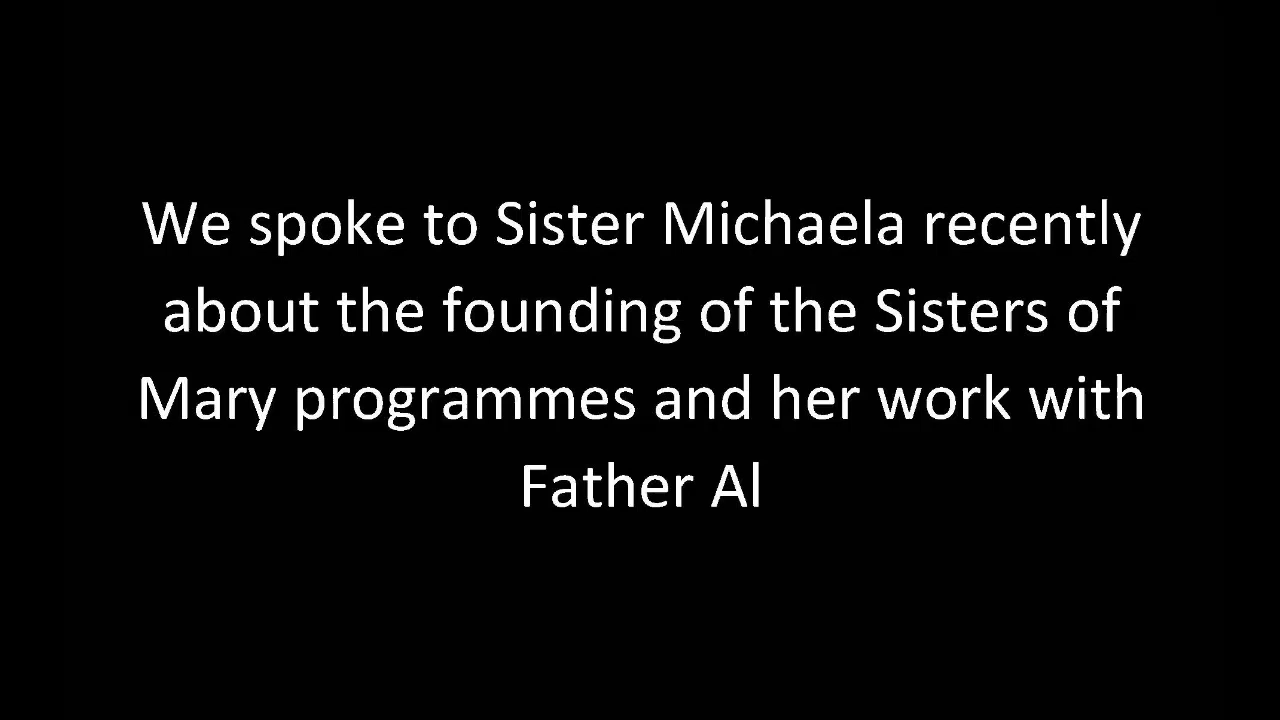 We spoke to Sister Michaela recently
about the founding of the Sisters of
Mary programmes and her work with
Father Al